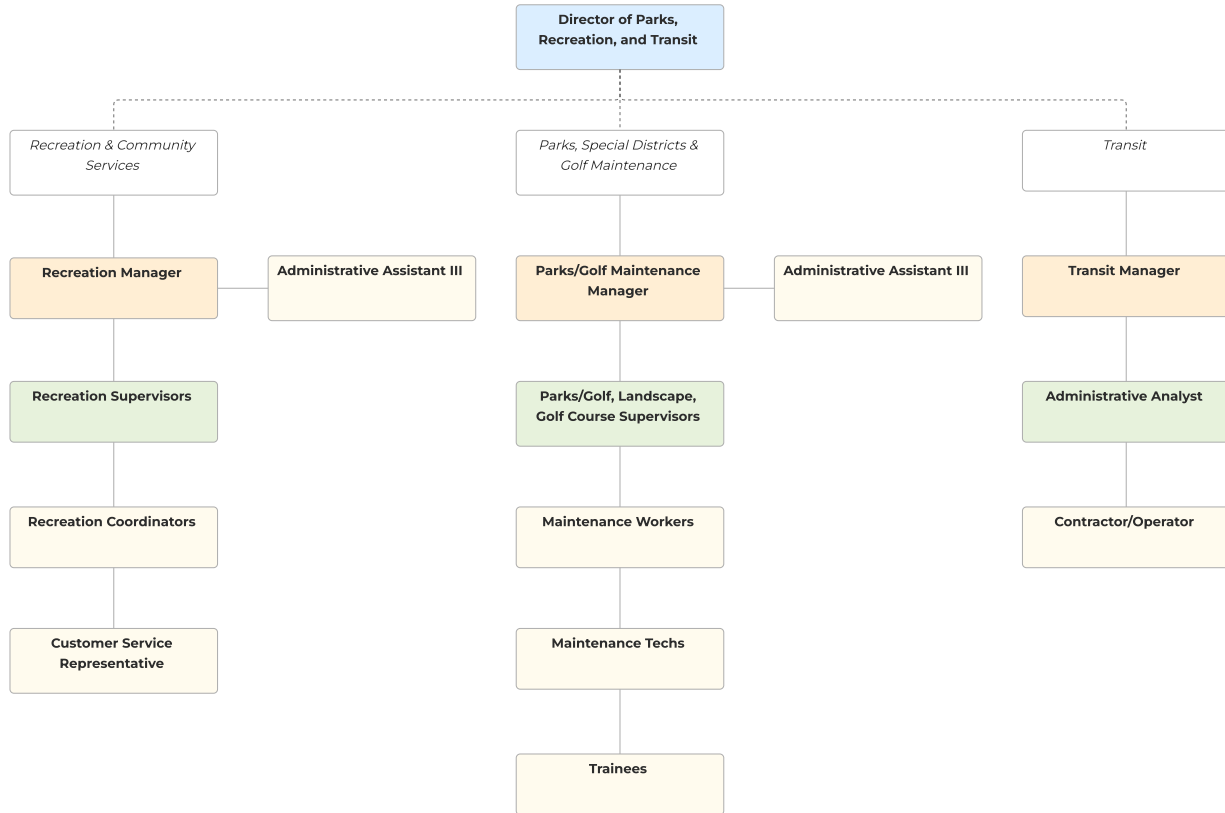 Director of Parks,
Recreation, and Transit
Recreation & Community
Services
Parks, Special Districts &
Golf Maintenance
Transit
Recreation Manager
Administrative Assistant III
Parks/Golf Maintenance
Manager
Administrative Assistant III
Transit Manager
Recreation Supervisors
Parks/Golf, Landscape,
Golf Course Supervisors
Administrative Analyst
Recreation Coordinators
Maintenance Workers
Contractor/Operator
Customer Service
Representative
Maintenance Techs
Trainees